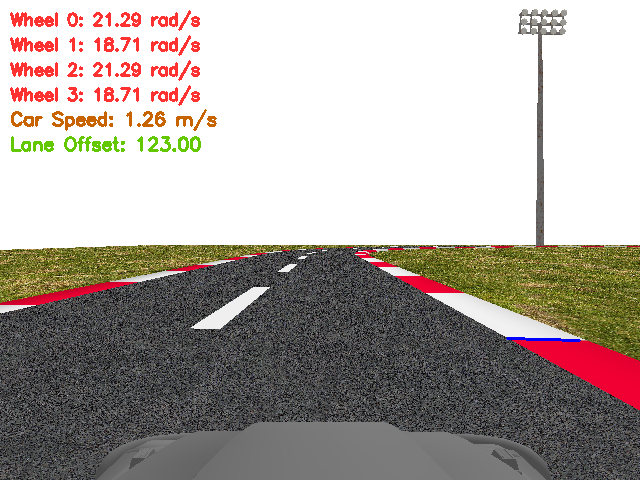 Wheel 0: 21.29 rad/s
Wheel 1: 18.71 rad/s
Wheel 2: 21.29 rad/s
Wheel 3: 18.71 rad/s
Car Speed: 1.26 m/s
Lane Offset: 123.00